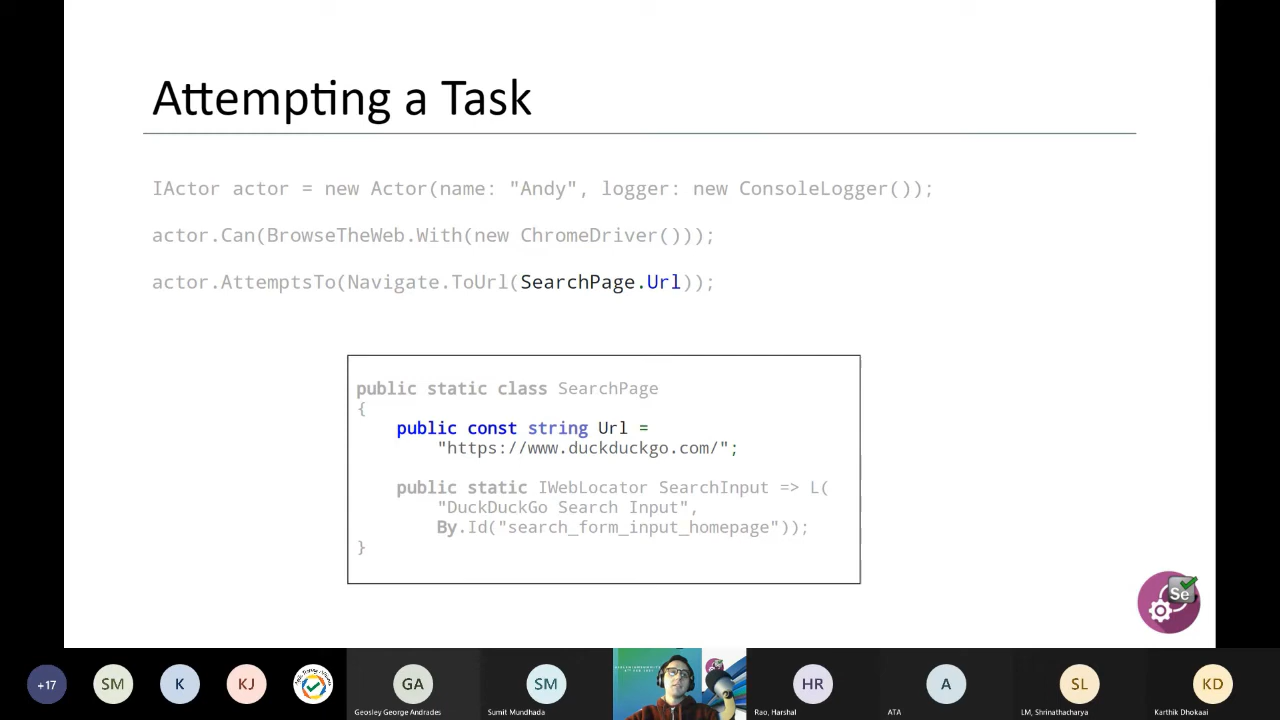 Attempting a Task
IActor actor = new Actor(name: "Andy", logger: new ConsoleLogger());
actor.Can(BrowseTheWeb.With(new ChromeDriver()));
actor.AttemptsTo(Navigate.ToUrl(SearchPage.Url));
public static class SearchPage
{
public const string Url =
"https://www.duckduckgo.com/";
public static IWebLocator SearchInput => L(
"DuckDuckGo Search Input",
By.Id("search_form_input_homepage"));
}
Se
+17
SM
K
KJ
GA
SM
HR
A
SL
KD
Geosley George Andrades
Sumit Mundhada
Rao, Harshal
ATA
LM, Shrinathacharya
Karthik Dhokaai